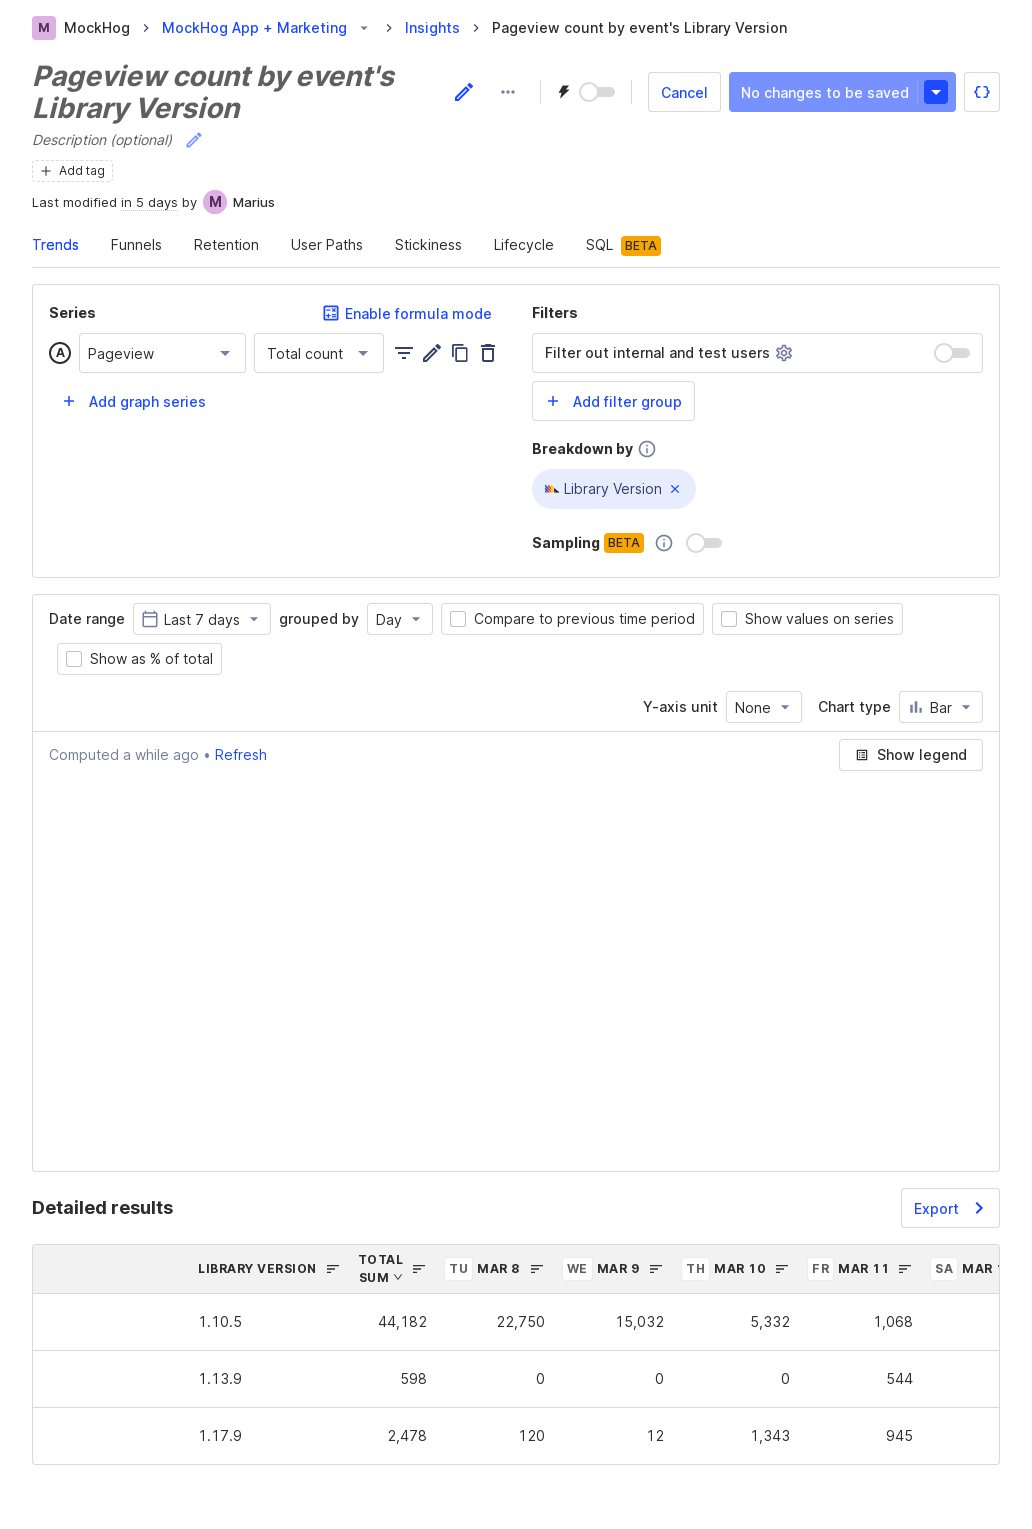 M MockHog > MockHog App + Marketing > Insights > Pageview count by event's Library Version
Pageview count by event's
Library Version
Cancel
No changes to be saved
Description (optional)
+ Add tag
Last modified in 5 days by M Marius
Trends Funnels Retention User Paths Stickiness Lifecycle SQL BETA
Series
Enable formula mode
A Pageview Total count
+ Add graph series
Filters
Filter out internal and test users
+ Add filter group
Breakdown by
Library Version ×
Sampling BETA
Date range Last 7 days grouped by Day Compare to previous time period Show values on series
Show as % of total
Y-axis unit None Chart type Bar
Computed a while ago • Refresh
Show legend
Detailed results
Export >
LIBRARY VERSION TOTAL SUM TU MAR 8 WE MAR 9 TH MAR 10 FR MAR 11 SA MAR
1.10.5 44,182 22,750 15,032 5,332 1,068
1.13.9 598 0 0 0 544
1.17.9 2,478 120 12 1,343 945